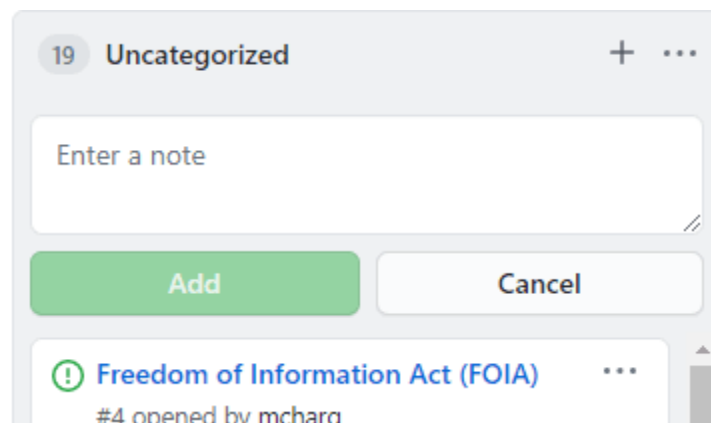 19 Uncategorized
Enter a note
Add Cancel
Freedom of Information Act (FOIA)
#4 opened by mcharg